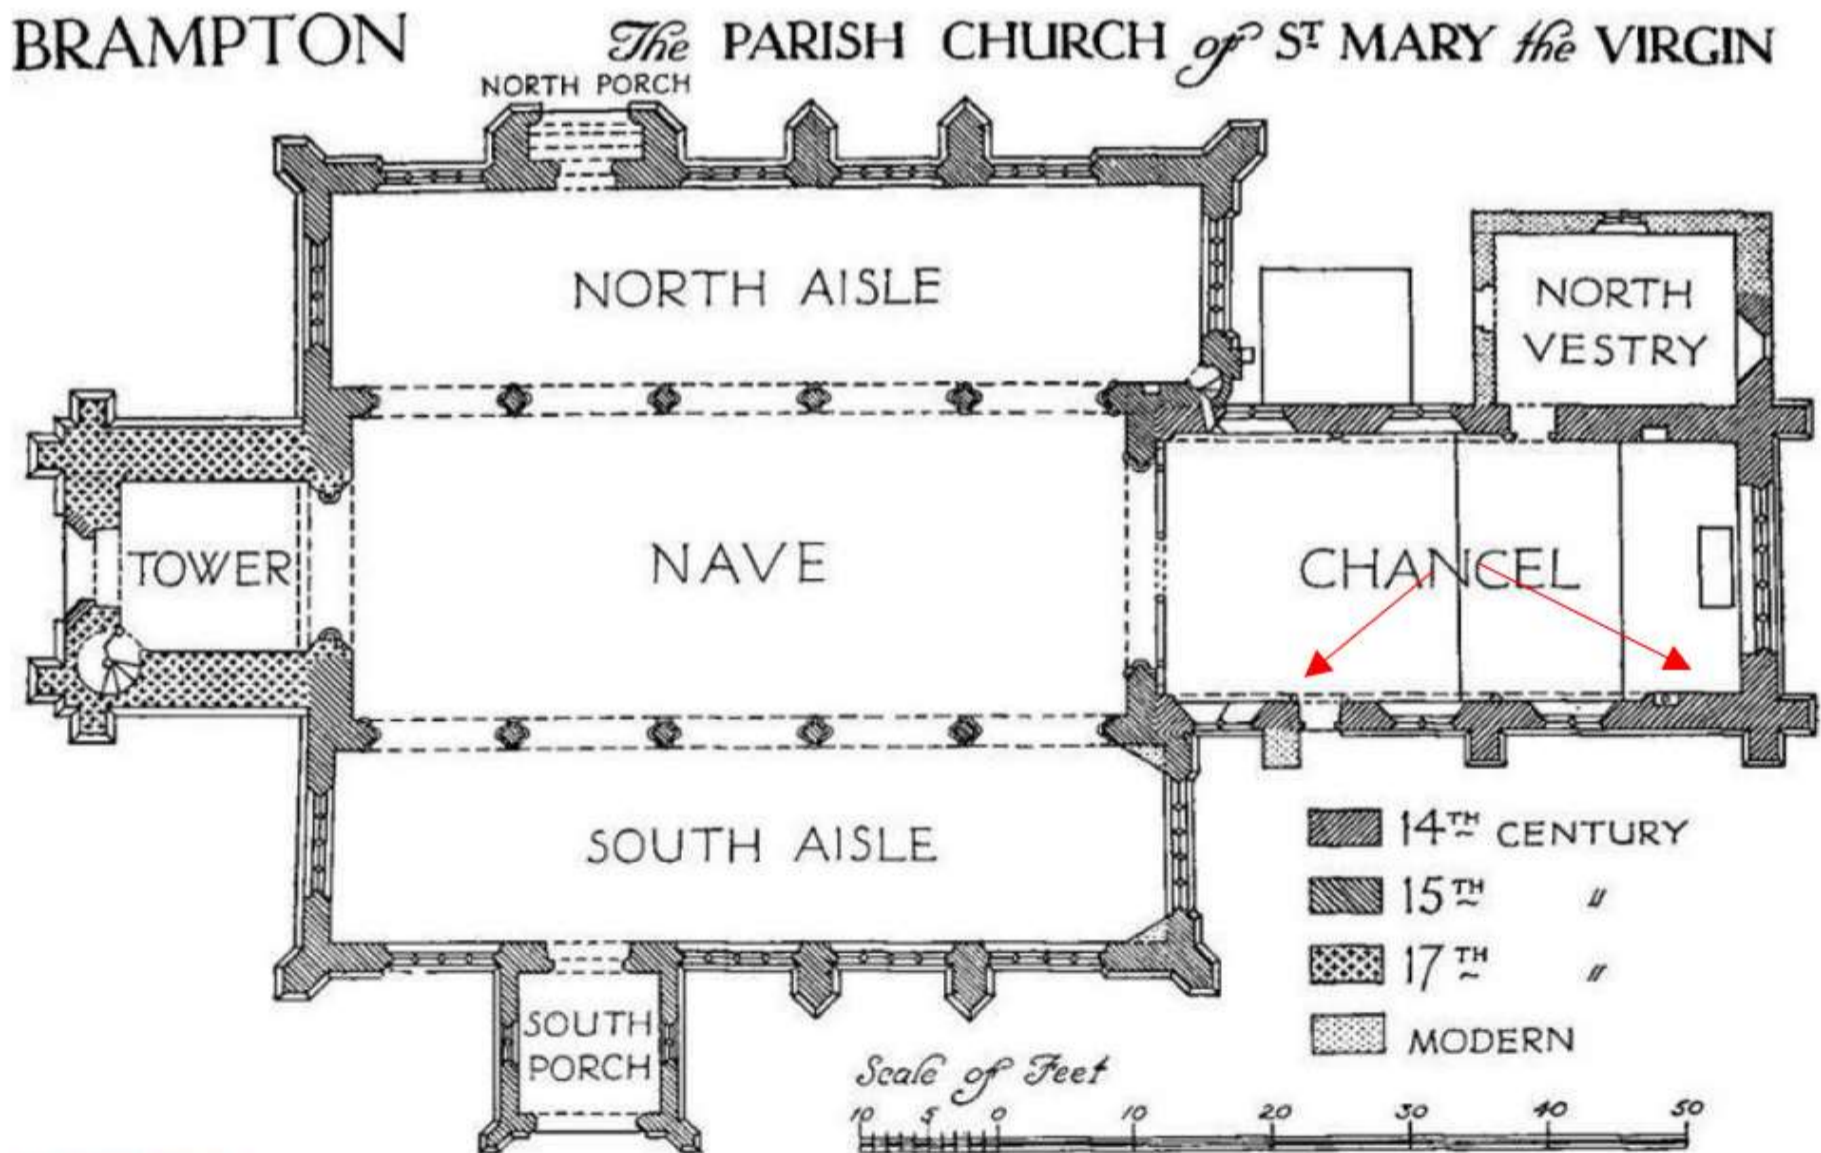 BRAMPTON The PARISH CHURCH of ST MARY the VIRGIN
NORTH PORCH
NORTH AISLE
NORTH
VESTRY
TOWER
NAVE
CHANCEL
SOUTH AISLE
SOUTH
PORCH
14TH CENTURY
15TH "
17TH "
MODERN
Scale of Feet
10 5 0 10 20 30 40 50